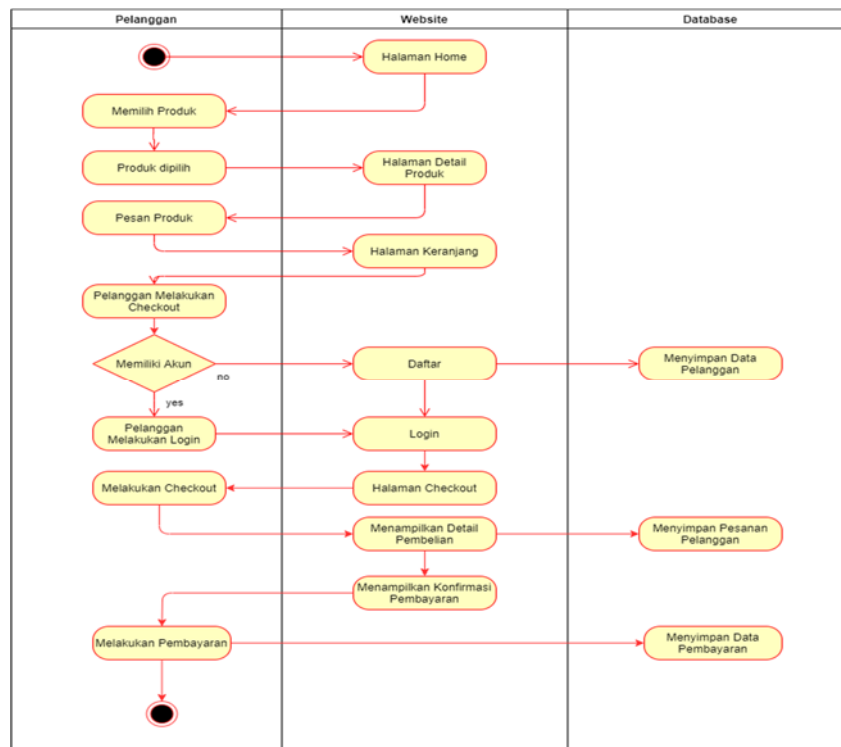 Pelanggan
Website
Database
Halaman Home
Memilih Produk
Produk dipilih
Halaman Detail
Produk
Pesan Produk
Halaman Keranjang
Pelanggan Melakukan
Checkout
Memiliki Akun
no
Daftar
Menyimpan Data
Pelanggan
yes
Pelanggan
Melakukan Login
Login
Melakukan Checkout
Halaman Checkout
Menampilkan Detail
Pembelian
Menyimpan Pesanan
Pelanggan
Menampilkan Konfirmasi
Pembayaran
Melakukan Pembayaran
Menyimpan Data
Pembayaran